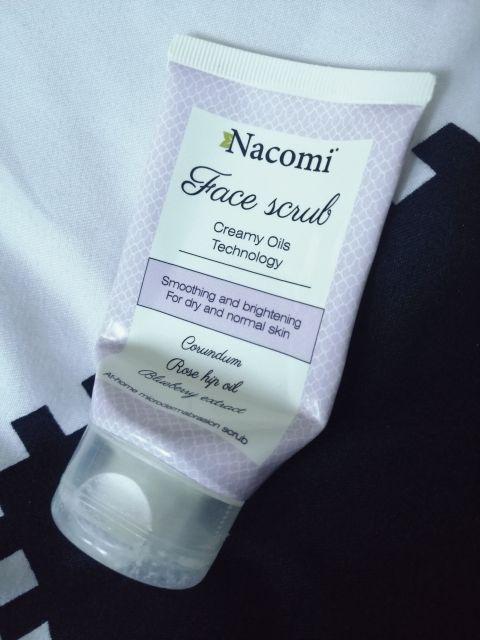 Nacomi
Face scrub
Creamy Oils
Technology
Smoothing and brightening
For dry and normal skin
Corundum
Rose hip oil
Blueberry extract
At-home microdermabrasion scrub